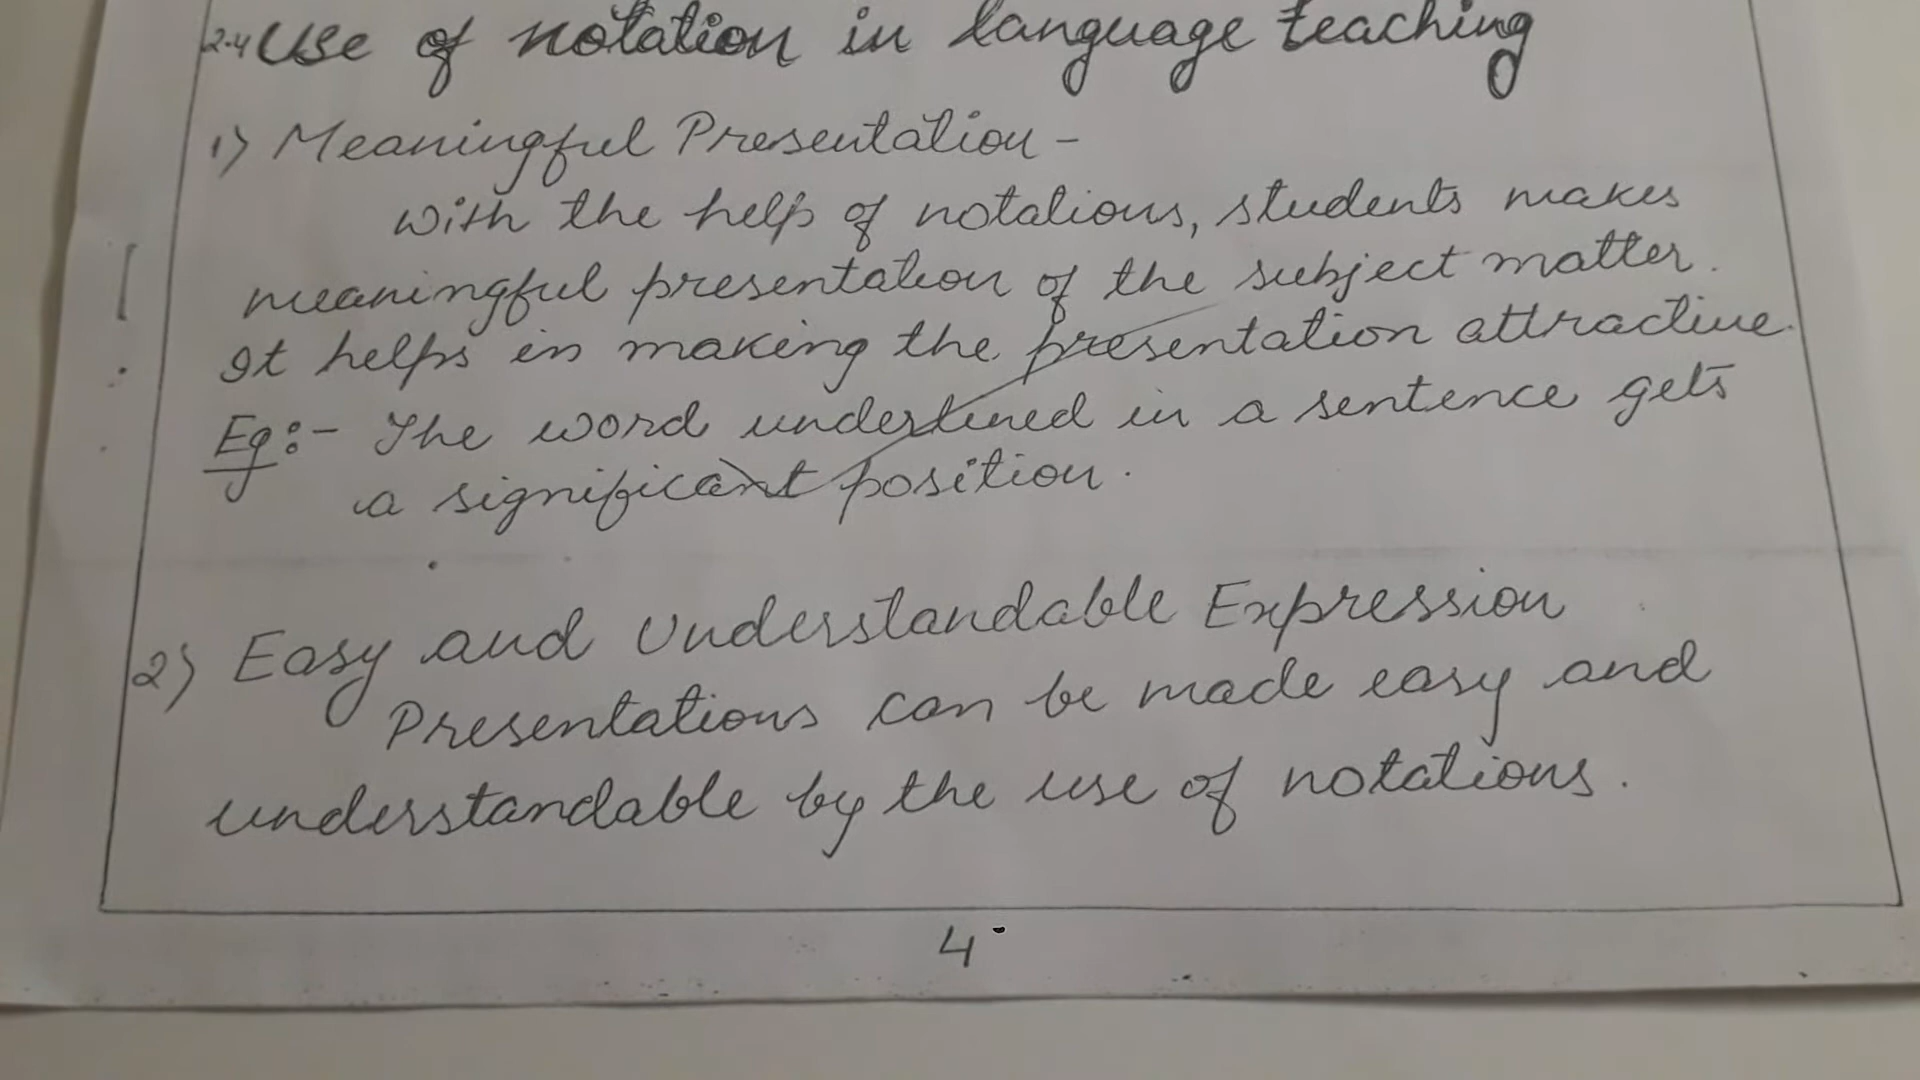 2.4 Use of notation in language teaching
1) Meaningful Presentation -
with the help of notations, students makes
meaningful presentation of the subject matter.
It helps in making the presentation attractive.
Eg:- The word underlined in a sentence gets
a significant position.
2) Easy and Understandable Expression
Presentations can be made easy and
understandable by the use of notations.
4